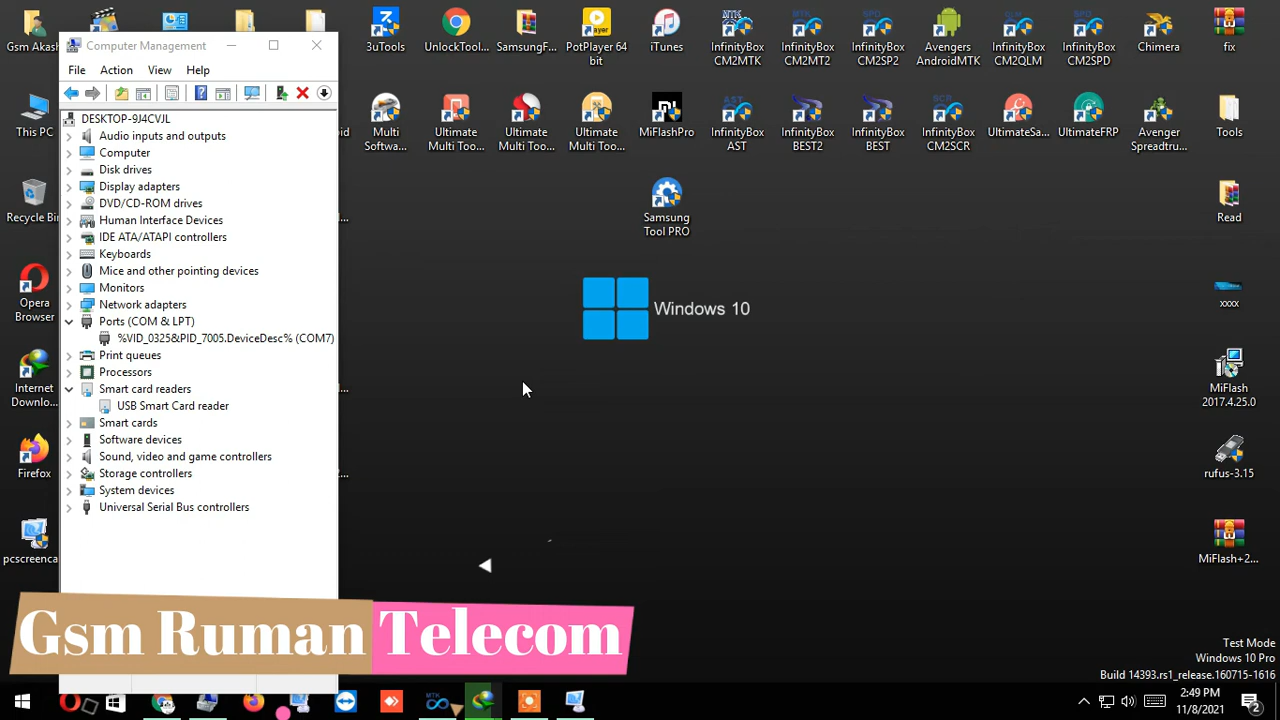 Gsm Akash
3uTools
UnlockTool...
SamsungF...
PotPlayer 64
bit
iTunes
InfinityBox
CM2MTK
InfinityBox
CM2MT2
InfinityBox
CM2SP2
Avengers
AndroidMTK
InfinityBox
CM2QLM
InfinityBox
CM2SPD
Chimera
fix
Computer Management
File Action View Help
DESKTOP-9J4CVJL
Audio inputs and outputs
Computer
Disk drives
Display adapters
DVD/CD-ROM drives
Human Interface Devices
IDE ATA/ATAPI controllers
Keyboards
Mice and other pointing devices
Monitors
Network adapters
Ports (COM & LPT)
%VID_0325&PID_7005.DeviceDesc% (COM7)
Print queues
Processors
Smart card readers
USB Smart Card reader
Smart cards
Software devices
Sound, video and game controllers
Storage controllers
System devices
Universal Serial Bus controllers
This PC
Recycle Bin
Opera
Browser
Internet
Downlo...
Firefox
pcscreenca
Multi
Softwa...
Ultimate
Multi Too...
Ultimate
Multi Too...
Ultimate
Multi Too...
MiFlashPro
InfinityBox
AST
InfinityBox
BEST2
InfinityBox
BEST
InfinityBox
CM2SCR
UltimateSa...
UltimateFRP
Avenger
Spreadtru...
Tools
Samsung
Tool PRO
Read
Windows 10
xxxx
MiFlash
2017.4.25.0
rufus-3.15
MiFlash+2...
Gsm Ruman Telecom
Test Mode
Windows 10 Pro
Build 14393.rs1_release.160715-1616
MTK
2:49 PM
11/8/2021
2